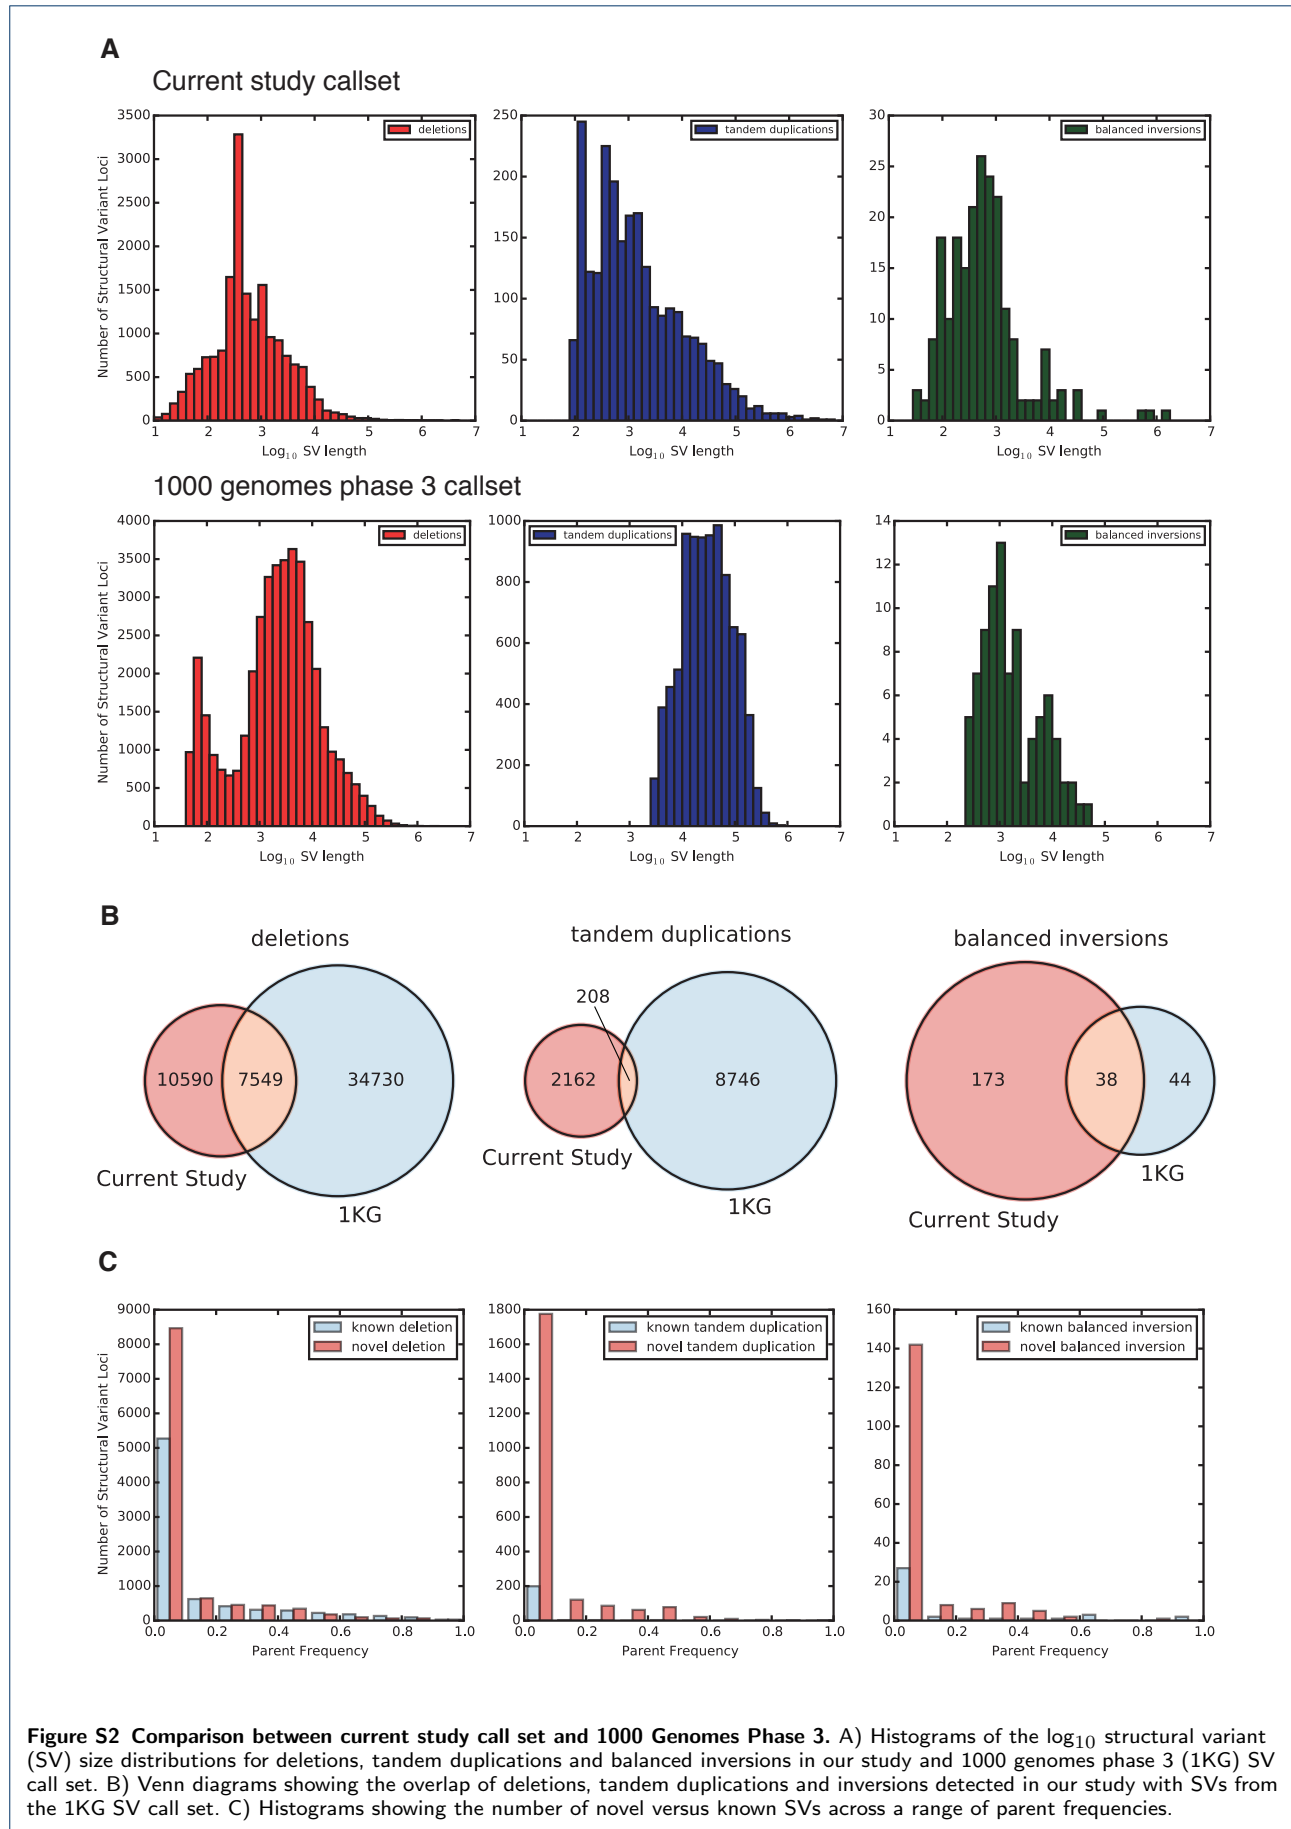 A
Current study callset
3500
3000
2500
2000
1500
1000
500
0
Number of Structural Variant Loci
deletions
1 2 3 4 5 6 7
Log10 SV length
250
200
150
100
50
0
tandem duplications
1 2 3 4 5 6 7
Log10 SV length
30
25
20
15
10
5
0
balanced inversions
1 2 3 4 5 6 7
Log10 SV length
1000 genomes phase 3 callset
4000
3500
3000
2500
2000
1500
1000
500
0
Number of Structural Variant Loci
deletions
1 2 3 4 5 6 7
Log10 SV length
1000
800
600
400
200
0
tandem duplications
1 2 3 4 5 6 7
Log10 SV length
14
12
10
8
6
4
2
0
balanced inversions
1 2 3 4 5 6 7
Log10 SV length
B
deletions
10590 7549 34730
Current Study
1KG
tandem duplications
208
2162 8746
Current Study
1KG
balanced inversions
173 38 44
1KG
Current Study
C
9000
8000
7000
6000
5000
4000
3000
2000
1000
0
Number of Structural Variant Loci
known deletion
novel deletion
0.0 0.2 0.4 0.6 0.8 1.0
Parent Frequency
1800
1600
1400
1200
1000
800
600
400
200
0
known tandem duplication
novel tandem duplication
0.0 0.2 0.4 0.6 0.8 1.0
Parent Frequency
160
140
120
100
80
60
40
20
0
known balanced inversion
novel balanced inversion
0.0 0.2 0.4 0.6 0.8 1.0
Parent Frequency
Figure S2 Comparison between current study call set and 1000 Genomes Phase 3. A) Histograms of the log10 structural variant
(SV) size distributions for deletions, tandem duplications and balanced inversions in our study and 1000 genomes phase 3 (1KG) SV
call set. B) Venn diagrams showing the overlap of deletions, tandem duplications and inversions detected in our study with SVs from
the 1KG SV call set. C) Histograms showing the number of novel versus known SVs across a range of parent frequencies.